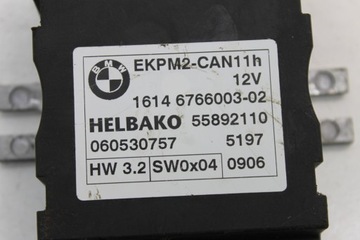 BMW
EKPM2-CAN11h
12V
1614 6766003-02
HELBAKO 55892110
060530757 5197
HW 3.2 SW0x04 0906